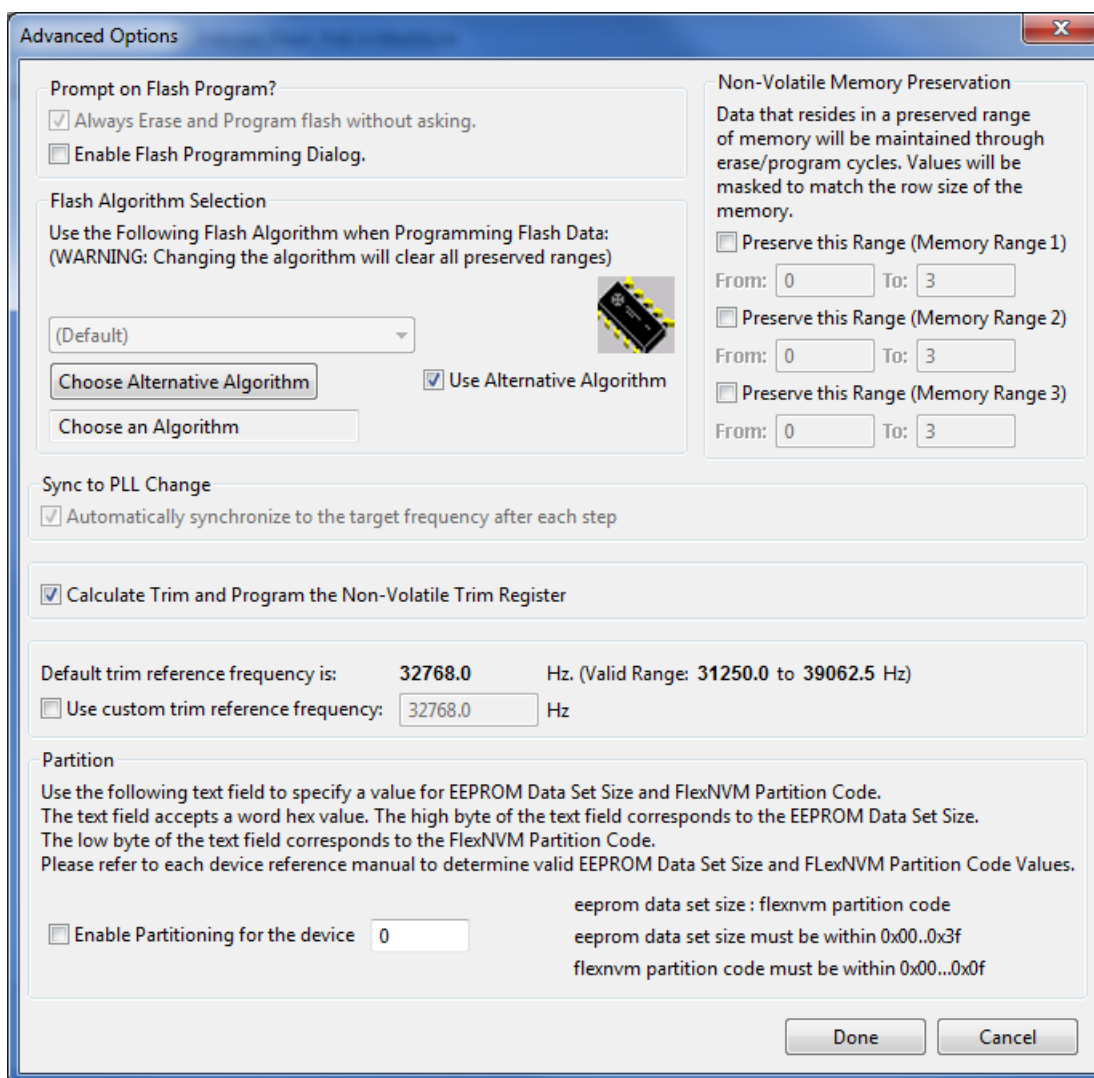 Advanced Options
Prompt on Flash Program?
Always Erase and Program flash without asking.
Enable Flash Programming Dialog.
Flash Algorithm Selection
Use the Following Flash Algorithm when Programming Flash Data:
(WARNING: Changing the algorithm will clear all preserved ranges)
(Default)
Choose Alternative Algorithm
Use Alternative Algorithm
Choose an Algorithm
Non-Volatile Memory Preservation
Data that resides in a preserved range
of memory will be maintained through
erase/program cycles. Values will be
masked to match the row size of the
memory.
Preserve this Range (Memory Range 1)
From: 0 To: 3
Preserve this Range (Memory Range 2)
From: 0 To: 3
Preserve this Range (Memory Range 3)
From: 0 To: 3
Sync to PLL Change
Automatically synchronize to the target frequency after each step
Calculate Trim and Program the Non-Volatile Trim Register
Default trim reference frequency is: 32768.0 Hz. (Valid Range: 31250.0 to 39062.5 Hz)
Use custom trim reference frequency: 32768.0 Hz
Partition
Use the following text field to specify a value for EEPROM Data Set Size and FlexNVM Partition Code.
The text field accepts a word hex value. The high byte of the text field corresponds to the EEPROM Data Set Size.
The low byte of the text field corresponds to the FlexNVM Partition Code.
Please refer to each device reference manual to determine valid EEPROM Data Set Size and FLexNVM Partition Code Values.
Enable Partitioning for the device 0
eeprom data set size : flexnvm partition code
eeprom data set size must be within 0x00..0x3f
flexnvm partition code must be within 0x00...0x0f
Done Cancel